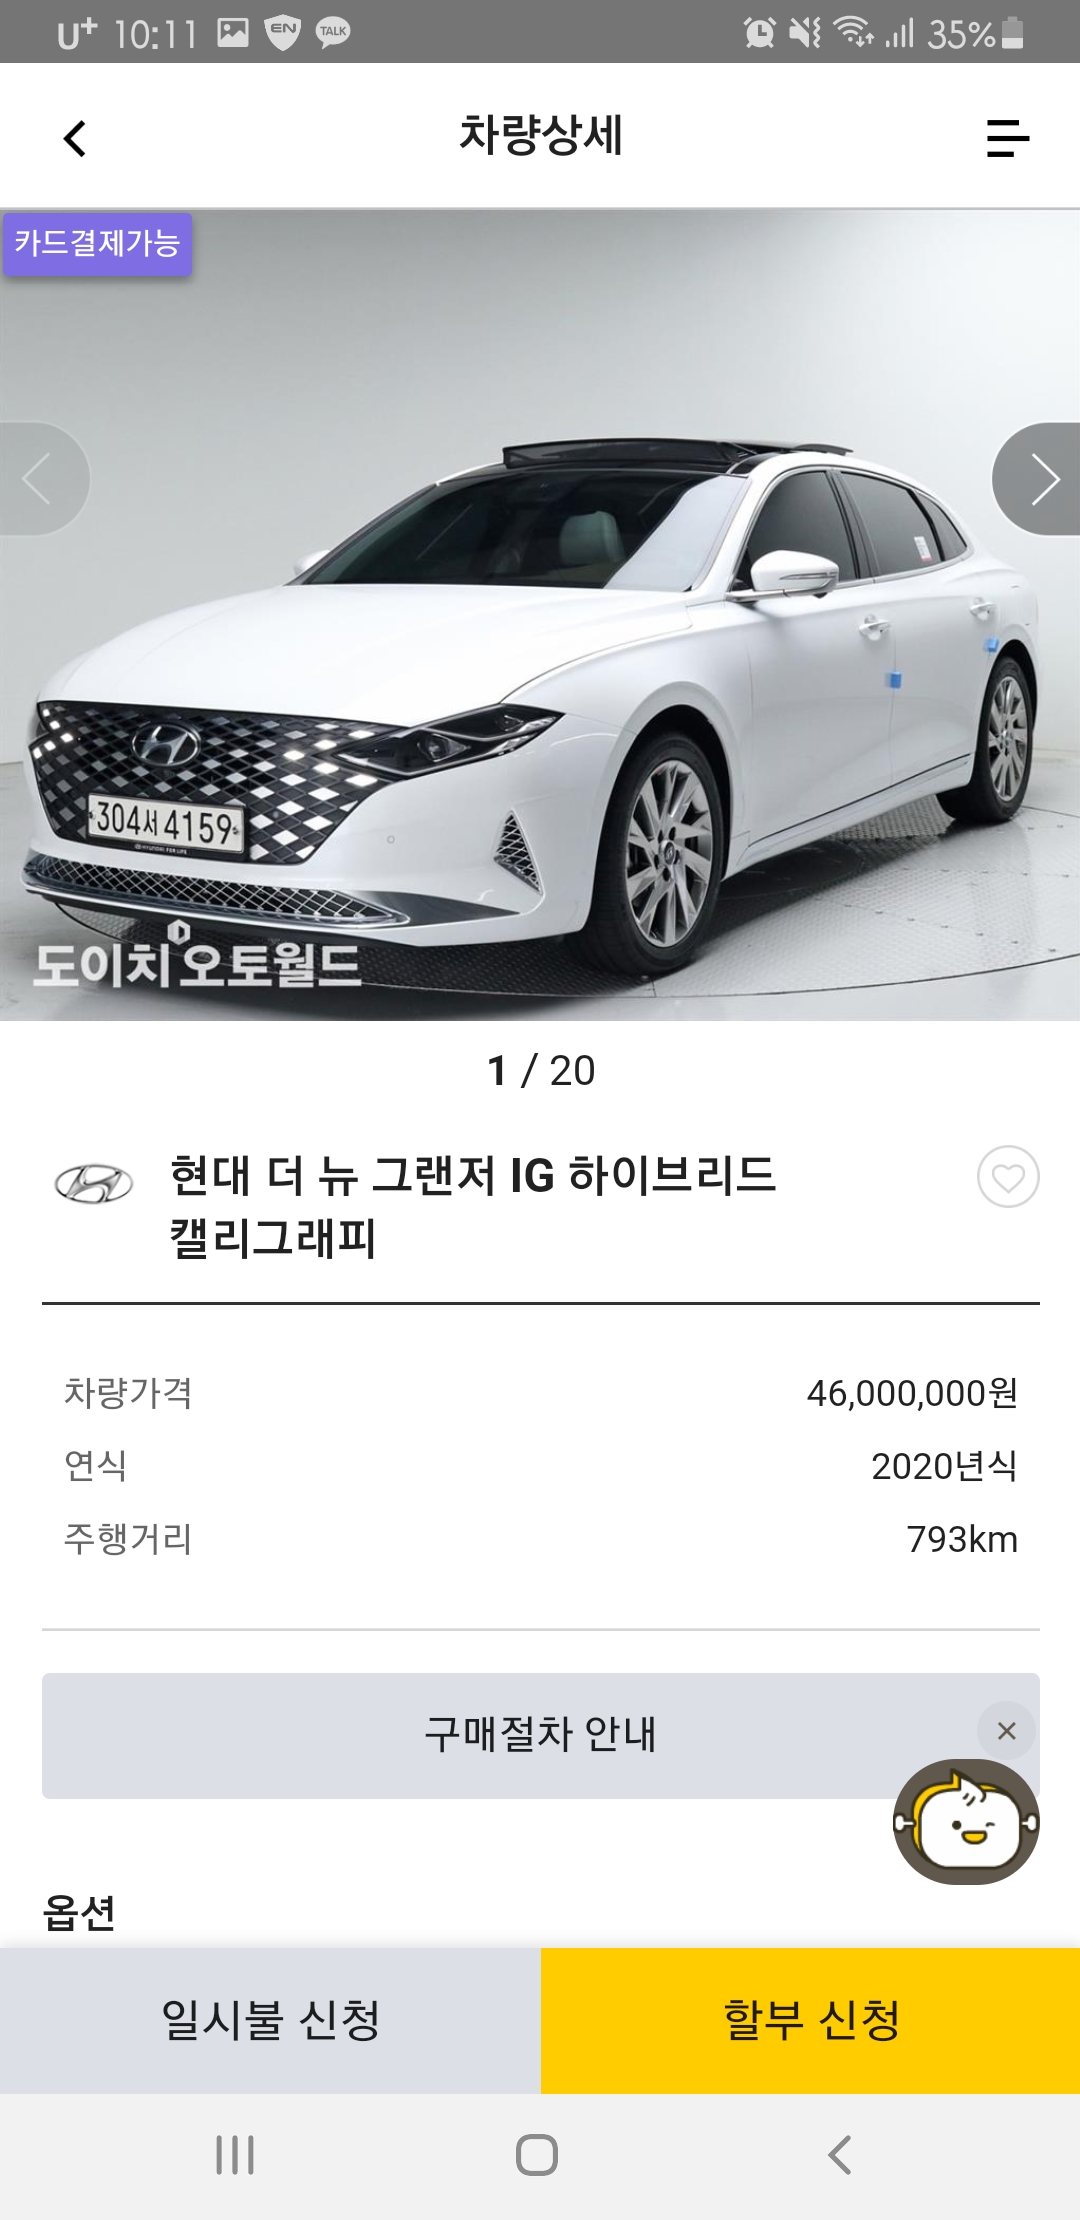 U+ 10:11 EN TALK 35%
차량상세
카드결제가능
304서 4159
HYUNDAI FOR LIFE
도이치오토월드
1 / 20
현대 더 뉴 그랜저 IG 하이브리드
캘리그래피
차량가격 46,000,000원
연식 2020년식
주행거리 793km
구매절차 안내
옵션
일시불 신청 할부 신청